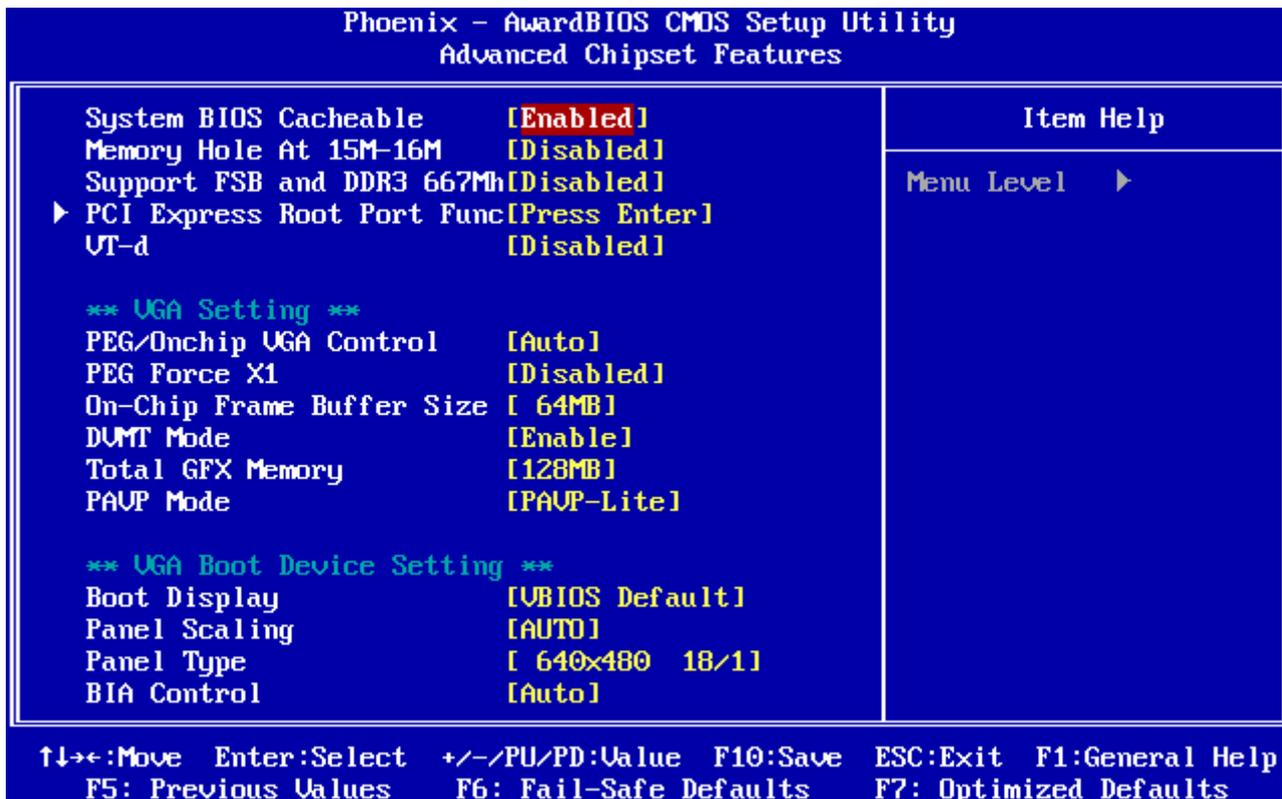 Phoenix - AwardBIOS CMOS Setup Utility
Advanced Chipset Features
System BIOS Cacheable [Enabled]
Memory Hole At 15M-16M [Disabled]
Support FSB and DDR3 667Mh[Disabled]
▶ PCI Express Root Port Func[Press Enter]
VT-d [Disabled]
** VGA Setting **
PEG/Onchip VGA Control [Auto]
PEG Force X1 [Disabled]
On-Chip Frame Buffer Size [ 64MB]
DVMT Mode [Enable]
Total GFX Memory [128MB]
PAVP Mode [PAVP-Lite]
** VGA Boot Device Setting **
Boot Display [VBIOS Default]
Panel Scaling [AUTO]
Panel Type [ 640x480 18/1]
BIA Control [Auto]
Item Help
Menu Level ▶
↑↓→←:Move Enter:Select +/-/PU/PD:Value F10:Save ESC:Exit F1:General Help
F5: Previous Values F6: Fail-Safe Defaults F7: Optimized Defaults